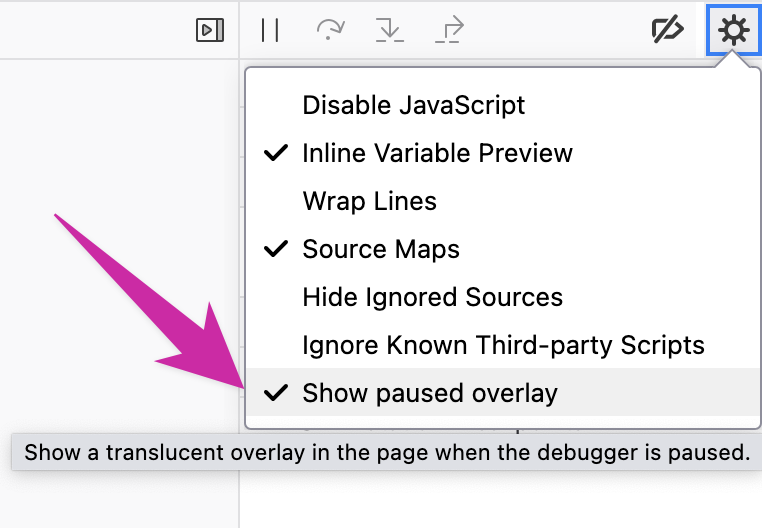 Disable JavaScript
Inline Variable Preview
Wrap Lines
Source Maps
Hide Ignored Sources
Ignore Known Third-party Scripts
Show paused overlay
Show a translucent overlay in the page when the debugger is paused.